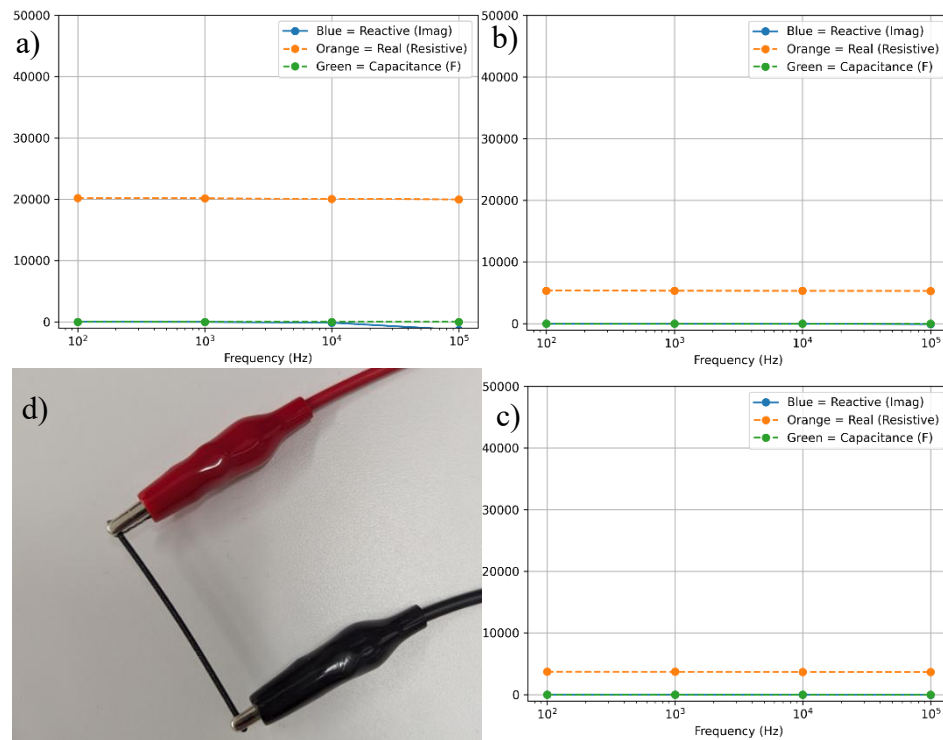 a)
50000
40000
30000
20000
10000
0
10²
10³
10⁴
10⁵
Frequency (Hz)
Blue = Reactive (Imag)
Orange = Real (Resistive)
Green = Capacitance (F)
b)
50000
40000
30000
20000
10000
0
10²
10³
10⁴
10⁵
Frequency (Hz)
Blue = Reactive (Imag)
Orange = Real (Resistive)
Green = Capacitance (F)
d)
c)
50000
40000
30000
20000
10000
0
10²
10³
10⁴
10⁵
Frequency (Hz)
Blue = Reactive (Imag)
Orange = Real (Resistive)
Green = Capacitance (F)